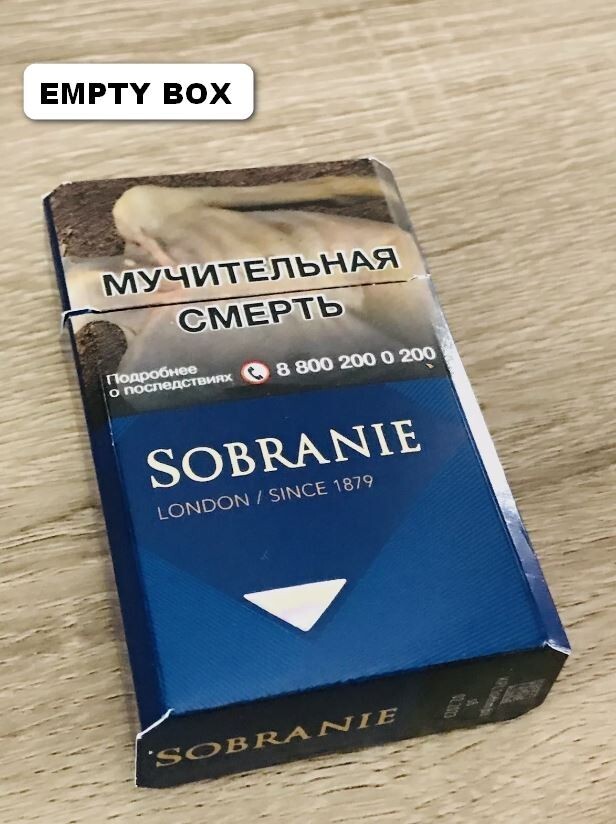 EMPTY BOX
МУЧИТЕЛЬНАЯ
СМЕРТЬ
Подробнее
о последствиях
8 800 200 0 200
SOBRANIE
LONDON / SINCE 1879
SOBRANIE